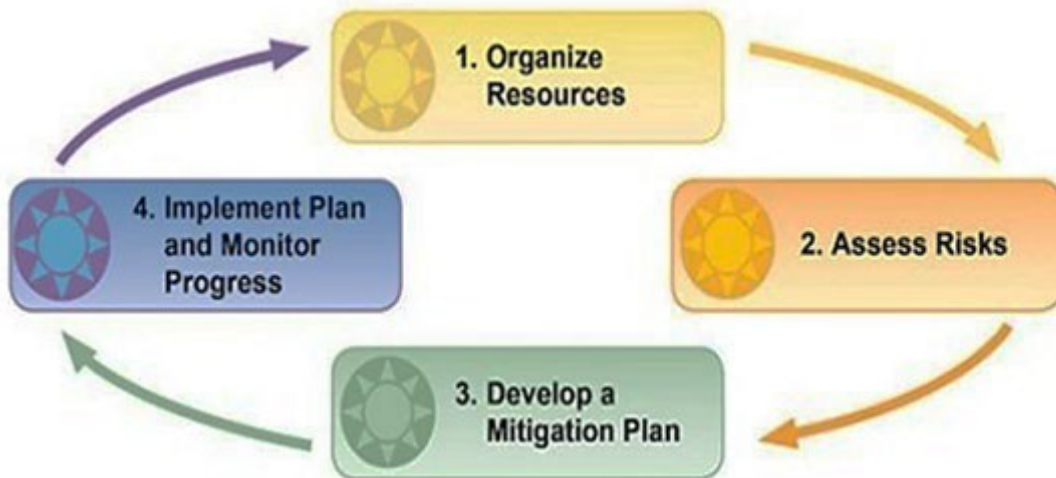 1. Organize
Resources
2. Assess Risks
3. Develop a
Mitigation Plan
4. Implement Plan
and Monitor
Progress